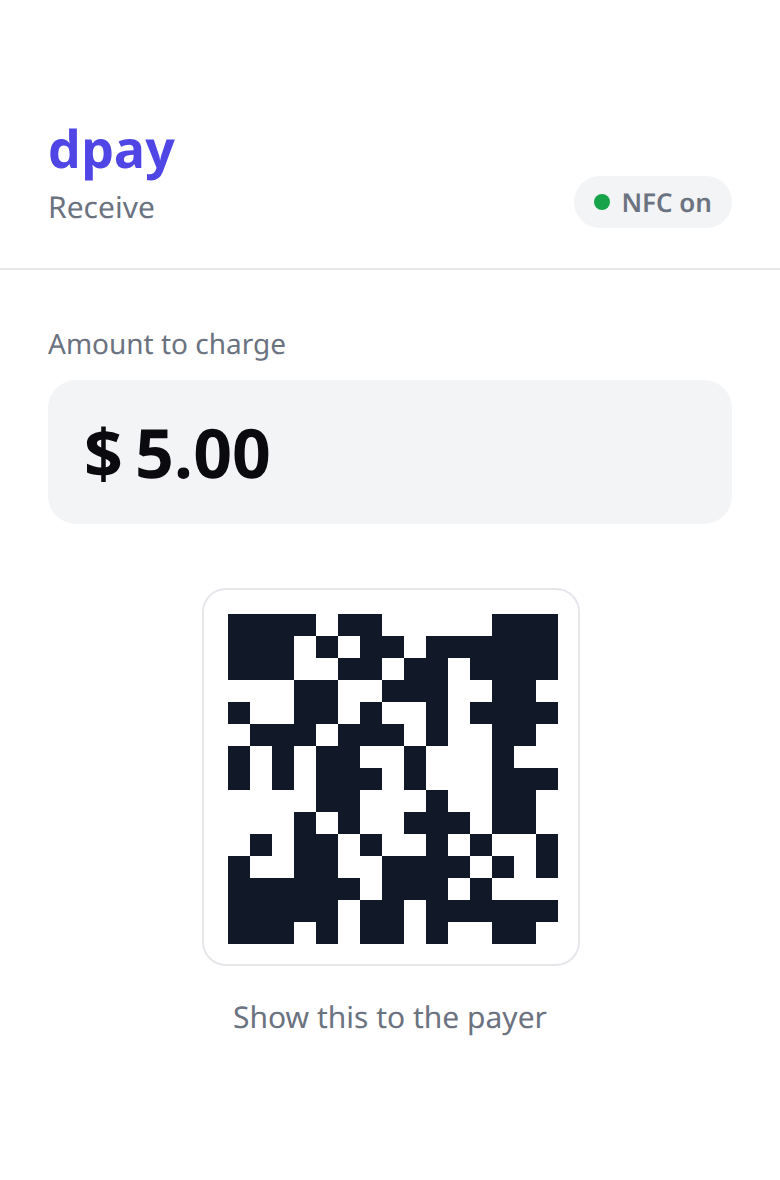 dpay
Receive
NFC on
Amount to charge
$ 5.00
Show this to the payer